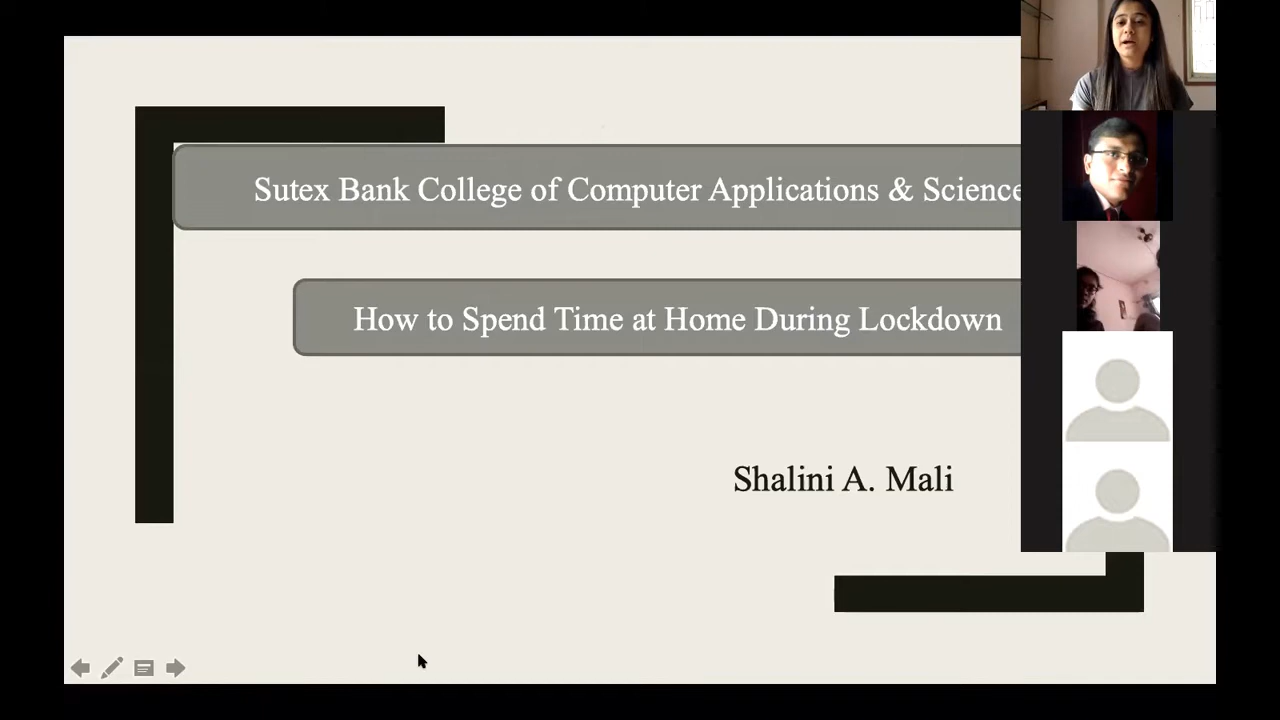 Sutex Bank College of Computer Applications & Science
How to Spend Time at Home During Lockdown
Shalini A. Mali